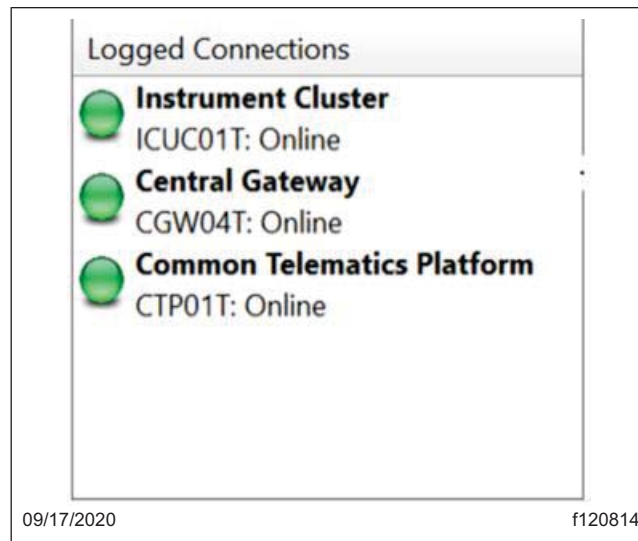 Logged Connections
Instrument Cluster
ICUC01T: Online
Central Gateway
CGW04T: Online
Common Telematics Platform
CTP01T: Online
09/17/2020 f120814